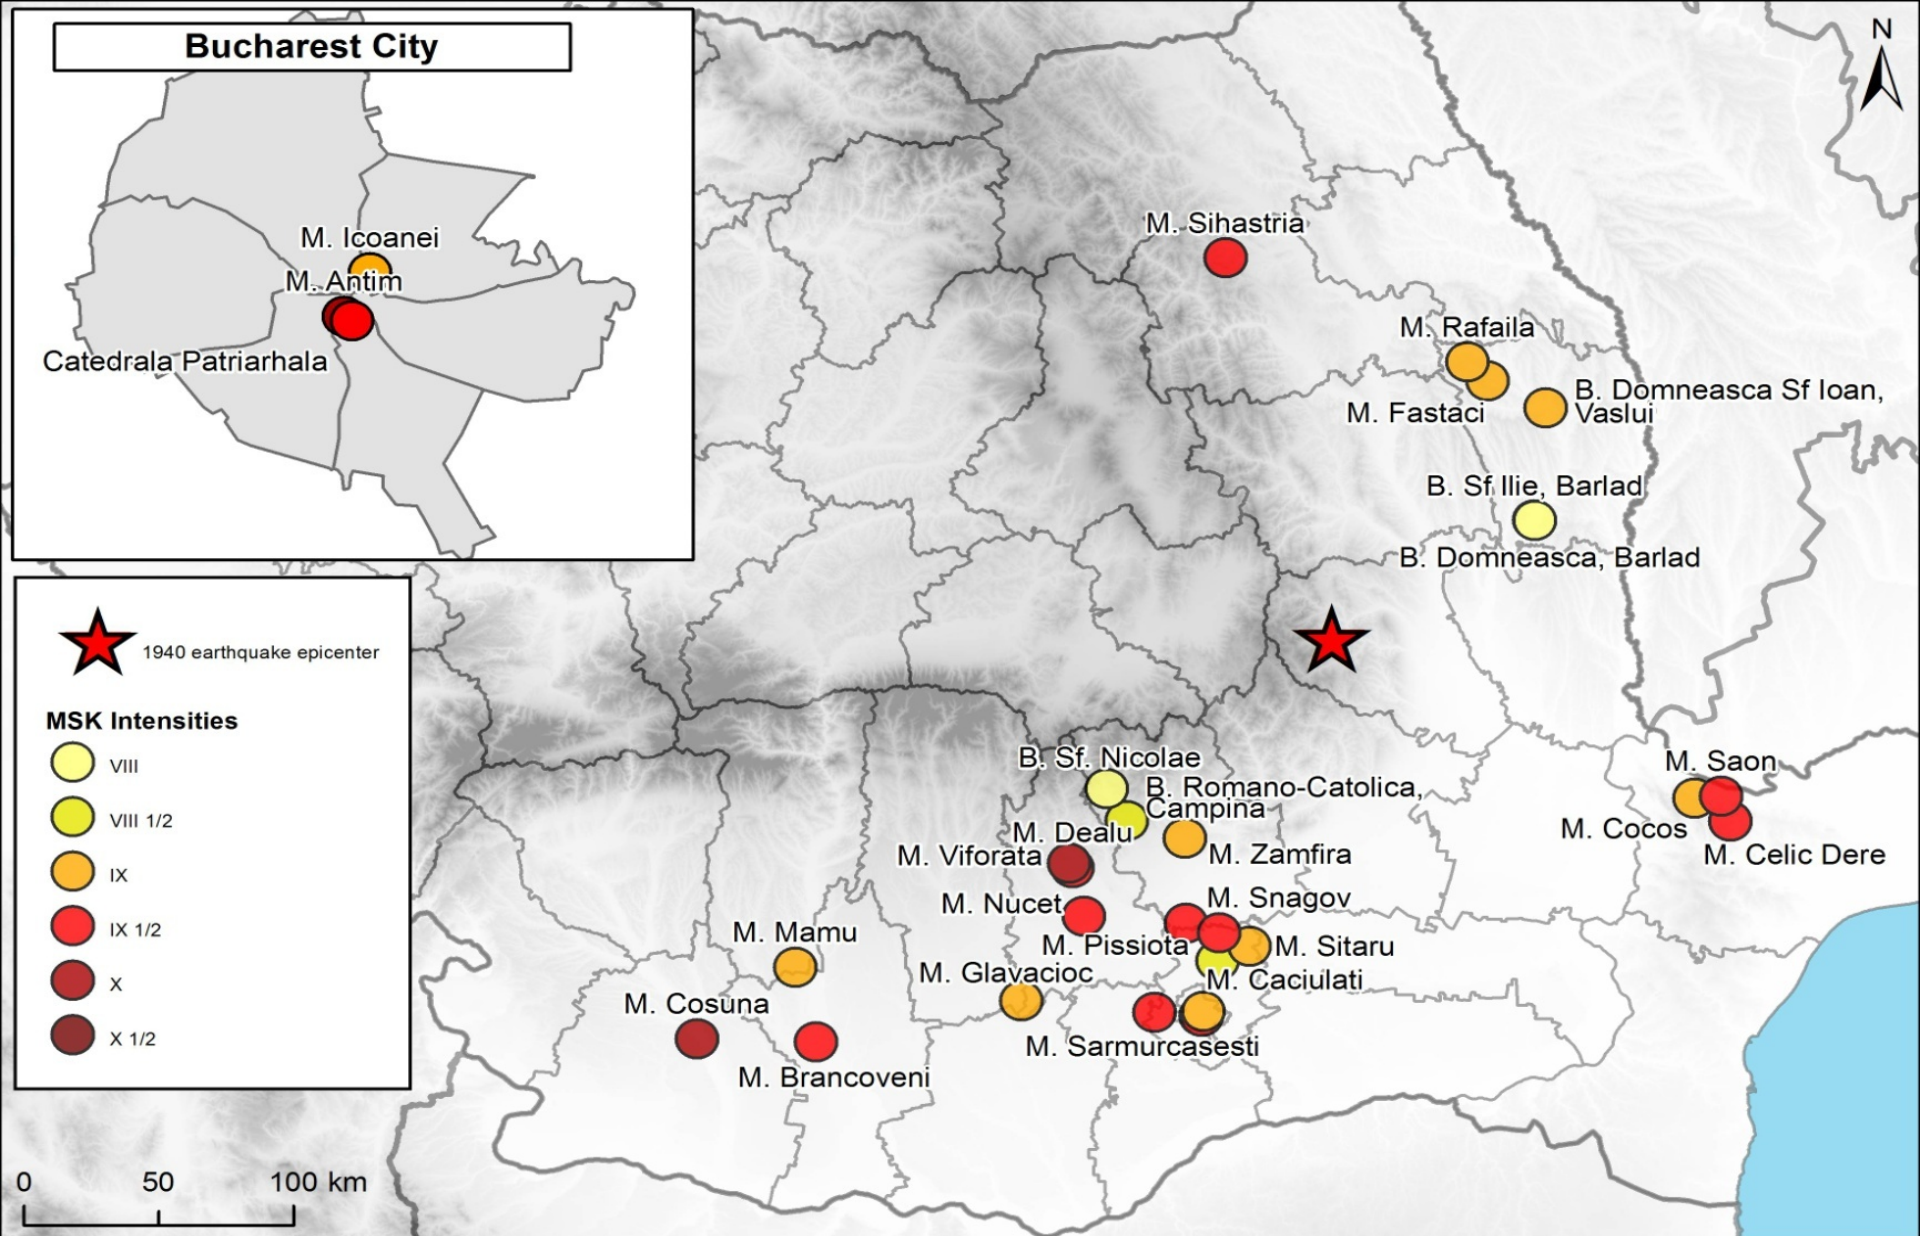 Bucharest City
M. Icoanei
M. Antim
Catedrala Patriarhala
1940 earthquake epicenter
MSK Intensities
VIII
VIII 1/2
IX
IX 1/2
X
X 1/2
0 50 100 km
N
M. Sihastria
M. Rafaila
M. Fastaci
B. Domneasca Sf Ioan,
Vaslui
B. Sf Ilie, Barlad
B. Domneasca, Barlad
B. Sf. Nicolae
B. Romano-Catolica,
Campina
M. Dealu
M. Viforata
M. Zamfira
M. Nucet
M. Snagov
M. Pissiota
M. Sitaru
M. Caciulati
M. Glavacioc
M. Sarmurcasesti
M. Mamu
M. Cosuna
M. Brancoveni
M. Saon
M. Cocos
M. Celic Dere